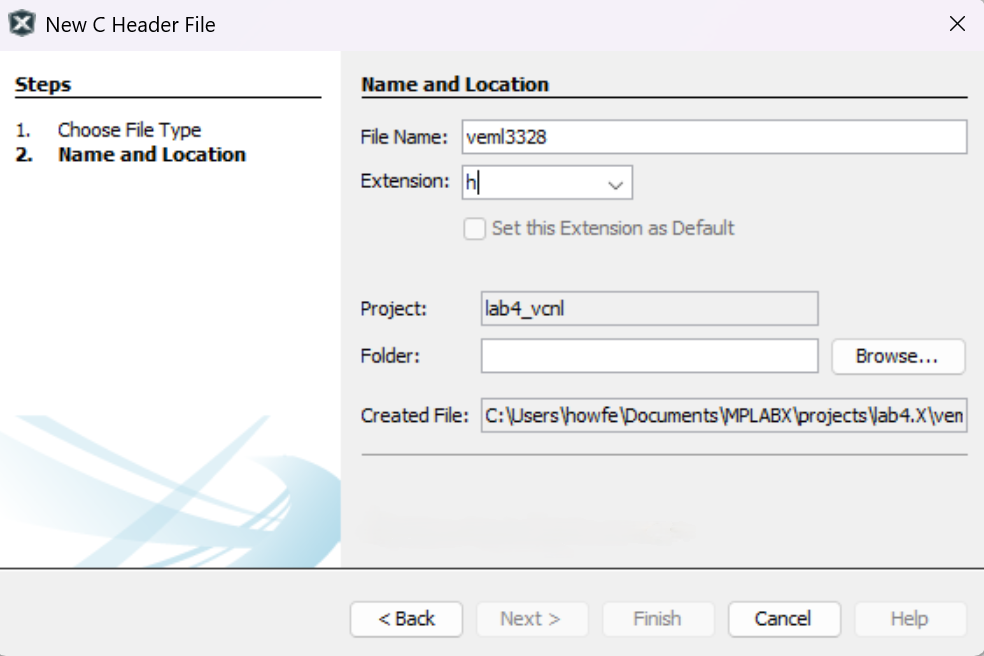 New C Header File
Steps
1. Choose File Type
2. Name and Location
Name and Location
File Name: veml3328
Extension: h
Set this Extension as Default
Project: lab4_vcnl
Folder:
Browse...
Created File: C:\Users\howfe\Documents\MPLABX\projects\lab4.X\vem
< Back
Next >
Finish
Cancel
Help